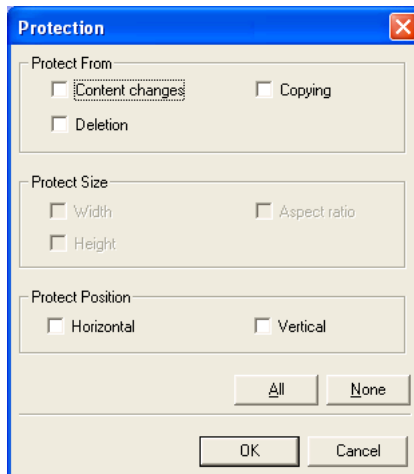 Protection
Protect From
Content changes
Copying
Deletion
Protect Size
Width
Aspect ratio
Height
Protect Position
Horizontal
Vertical
All
None
OK
Cancel